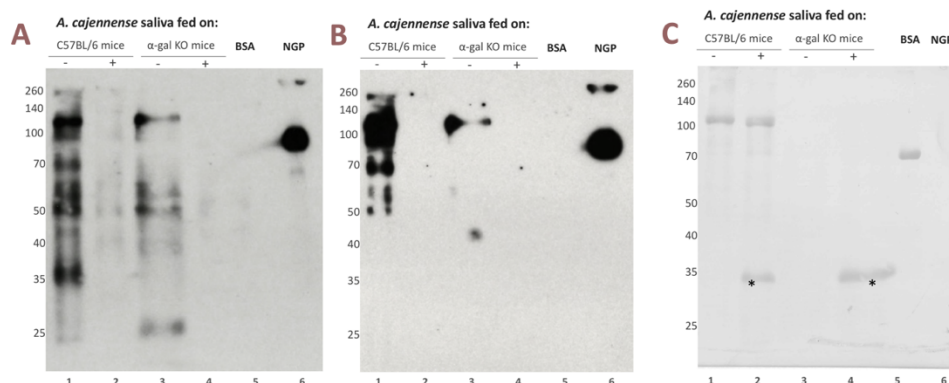 A
A. cajennense saliva fed on:
C57BL/6 mice α-gal KO mice BSA NGP
- + - +
260
140
100
70
50
40
35
25
1 2 3 4 5 6
B
A. cajennense saliva fed on:
C57BL/6 mice α-gal KO mice BSA NGP
- + - +
260
140
100
70
50
40
35
25
1 2 3 4 5 6
C
A. cajennense saliva fed on:
C57BL/6 mice α-gal KO mice BSA NGP
- + - +
260
140
100
70
50
40
35
25
* *
1 2 3 4 5 6